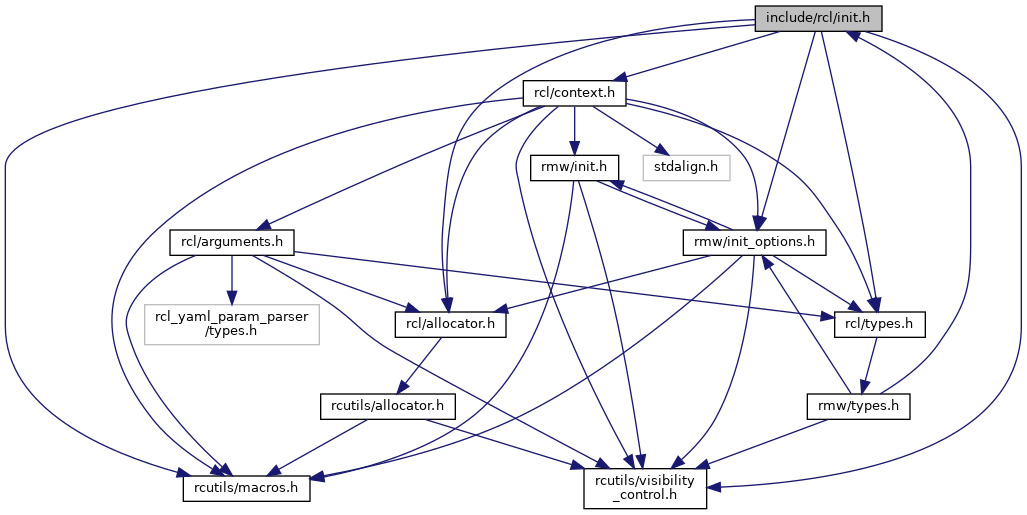 include/rcl/init.h
rcl/context.h
rmw/init.h
stdalign.h
rcl/arguments.h
rmw/init_options.h
rcl_yaml_param_parser
/types.h
rcl/allocator.h
rcl/types.h
rcutils/allocator.h
rmw/types.h
rcutils/macros.h
rcutils/visibility
_control.h